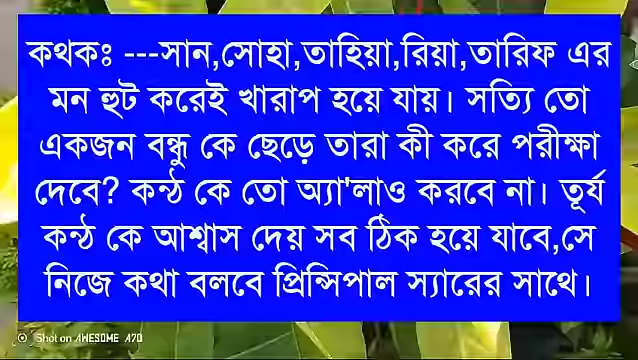 কথকঃ ---সান,সোহা,তাহিয়া,রিয়া,তারিফ এর
মন হুট করেই খারাপ হয়ে যায়। সত্যি তো
একজন বন্ধু কে ছেড়ে তারা কী করে পরীক্ষা
দেবে? কন্ঠ কে তো অ্যা'লাও করবে না। তূর্য
কন্ঠ কে আশ্বাস দেয় সব ঠিক হয়ে যাবে,সে
নিজে কথা বলবে প্রিন্সিপাল স্যারের সাথে।
Shot on AWESOME A70